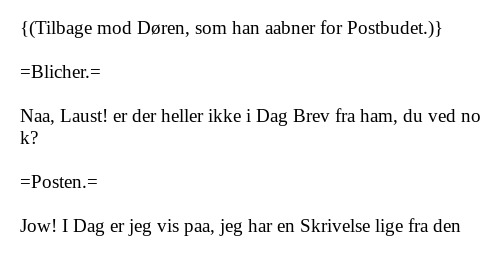 {(Tilbage mod Døren, som han aabner for Postbudet.)}
=Blicher.=
Naa, Laust! er der heller ikke i Dag Brev fra ham, du ved no
k?
=Posten.=
Jow! I Dag er jeg vis paa, jeg har en Skrivelse lige fra den